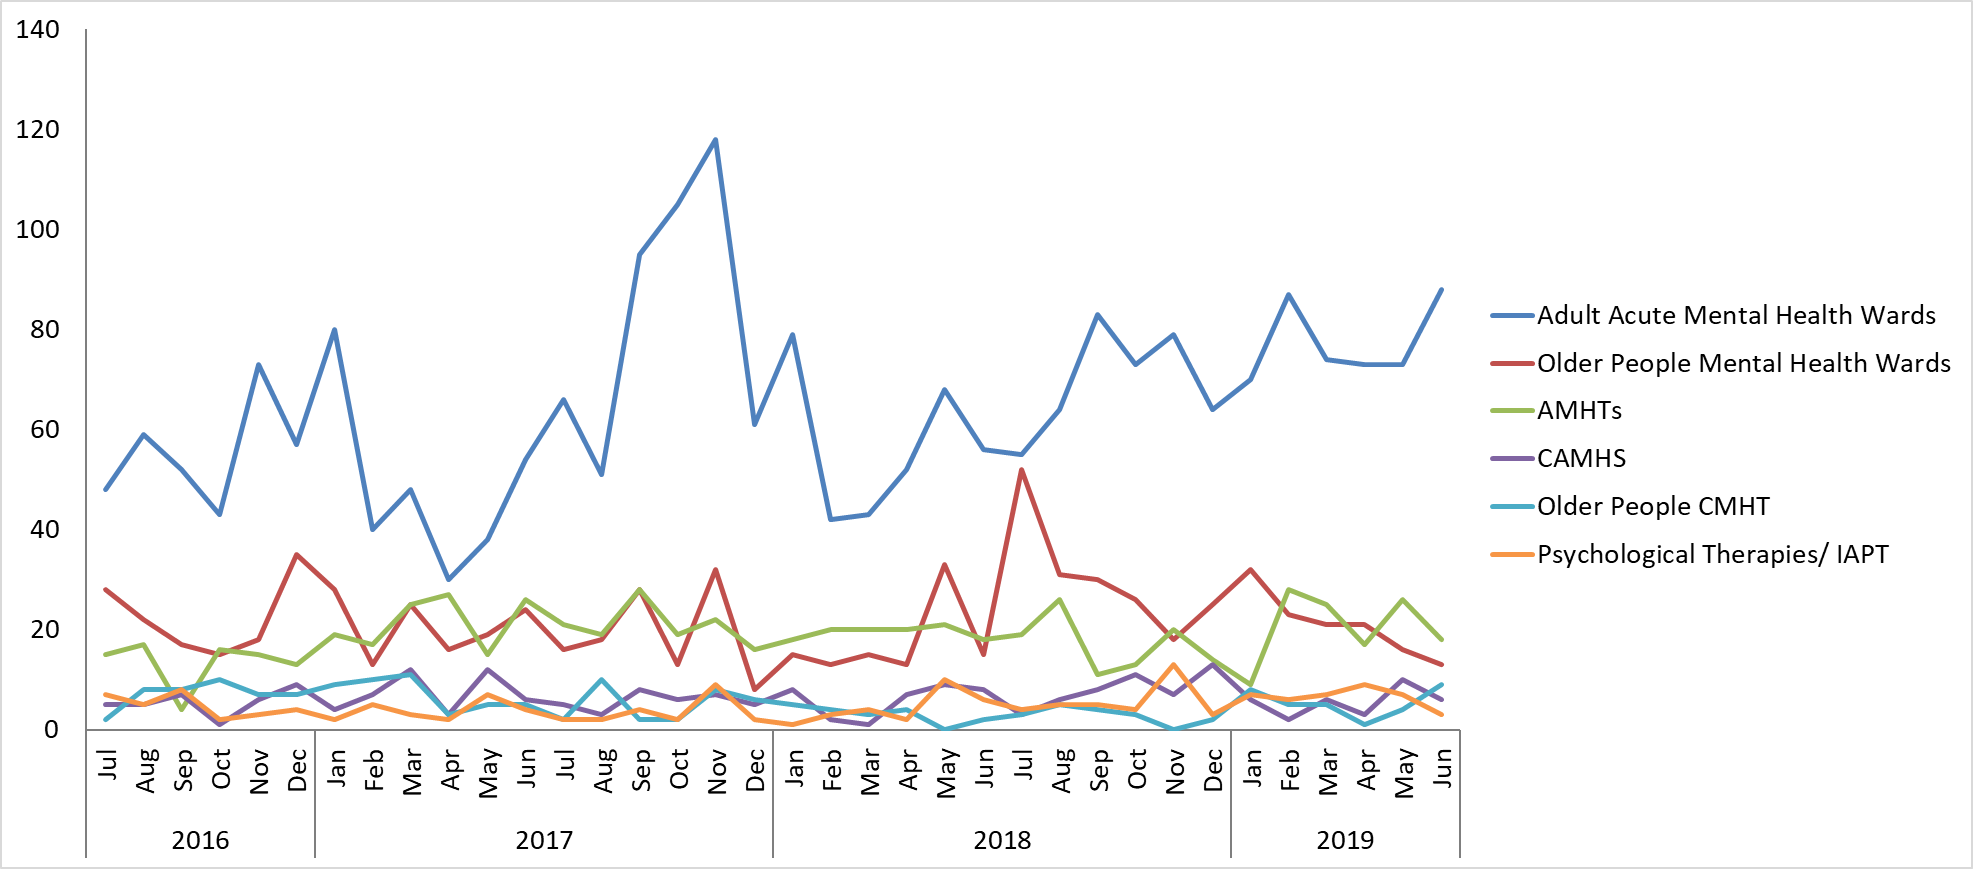 140
120
100
80
60
40
20
0
Jul Aug Sep Oct Nov Dec Jan Feb Mar Apr May Jun Jul Aug Sep Oct Nov Dec Jan Feb Mar Apr May Jun Jul Aug Sep Oct Nov Dec Jan Feb Mar Apr May Jun
2016 2017 2018 2019
Adult Acute Mental Health Wards
Older People Mental Health Wards
AMHTs
CAMHS
Older People CMHT
Psychological Therapies/ IAPT